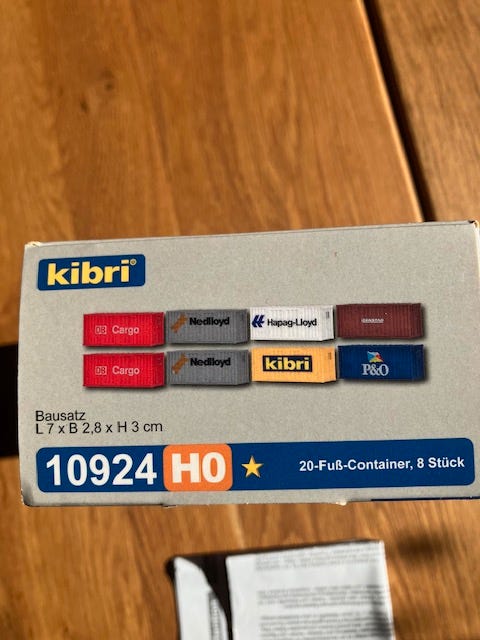 kibri®
DB Cargo
Nedlloyd
Hapag-Lloyd
DB Cargo
Nedlloyd
kibri
P&O
Bausatz
L 7 x B 2,8 x H 3 cm
10924 H0
20-Fuß-Container, 8 Stück